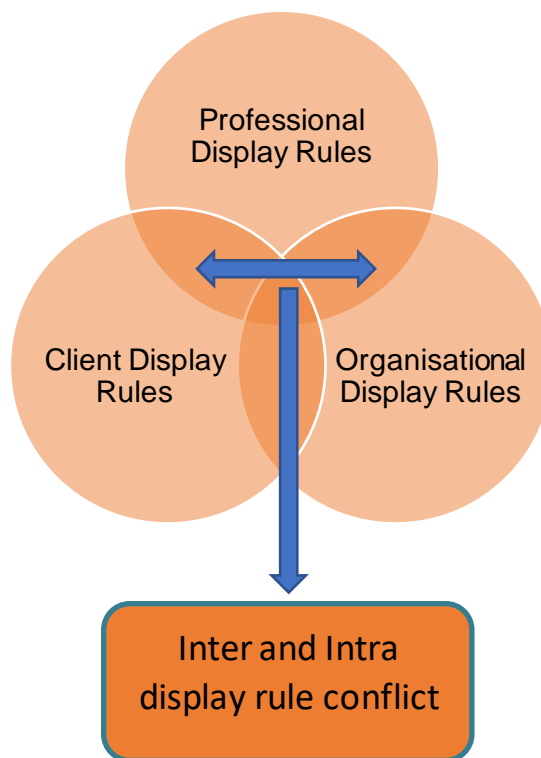 Professional
Display Rules
Client Display
Rules
Organisational
Display Rules
Inter and Intra
display rule conflict